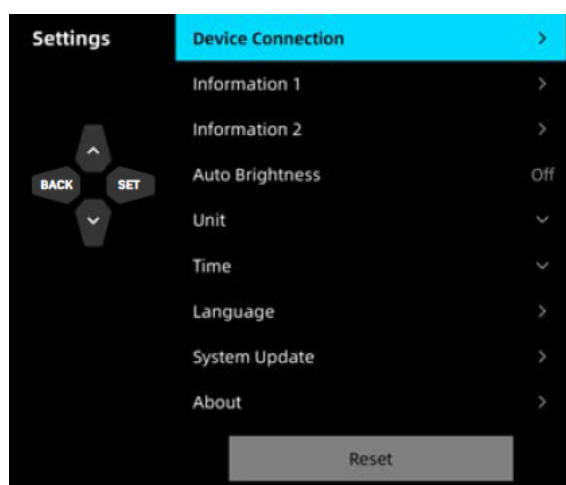 Settings
Device Connection
Information 1
Information 2
Auto Brightness Off
BACK SET
Unit
Time
Language
System Update
About
Reset